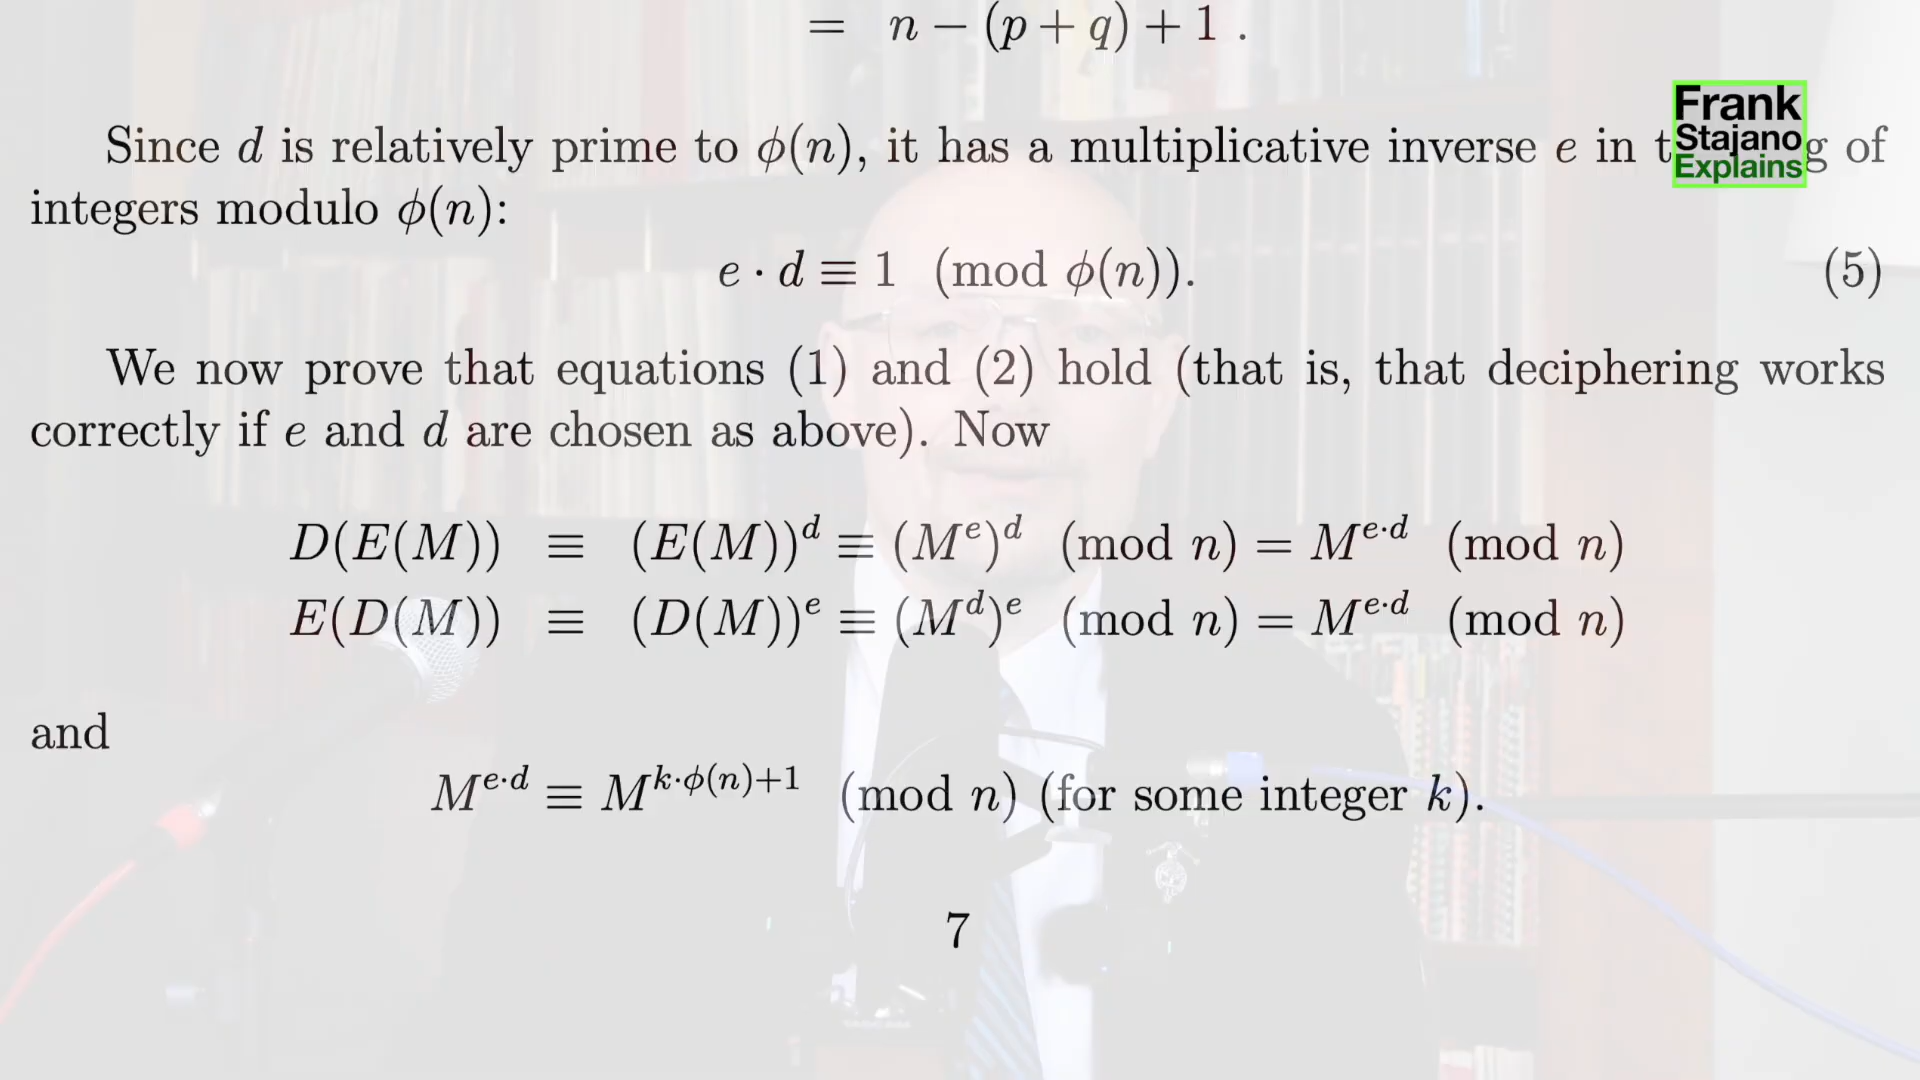 = n − (p + q) + 1 .
Frank
Stajano
Explains
Since d is relatively prime to ϕ(n), it has a multiplicative inverse e in t g of
integers modulo ϕ(n):
e · d ≡ 1 (mod ϕ(n)). (5)
We now prove that equations (1) and (2) hold (that is, that deciphering works
correctly if e and d are chosen as above). Now
D(E(M)) ≡ (E(M))^d ≡ (M^e)^d (mod n) = M^{e·d} (mod n)
E(D(M)) ≡ (D(M))^e ≡ (M^d)^e (mod n) = M^{e·d} (mod n)
and
M^{e·d} ≡ M^{k·ϕ(n)+1} (mod n) (for some integer k).
7